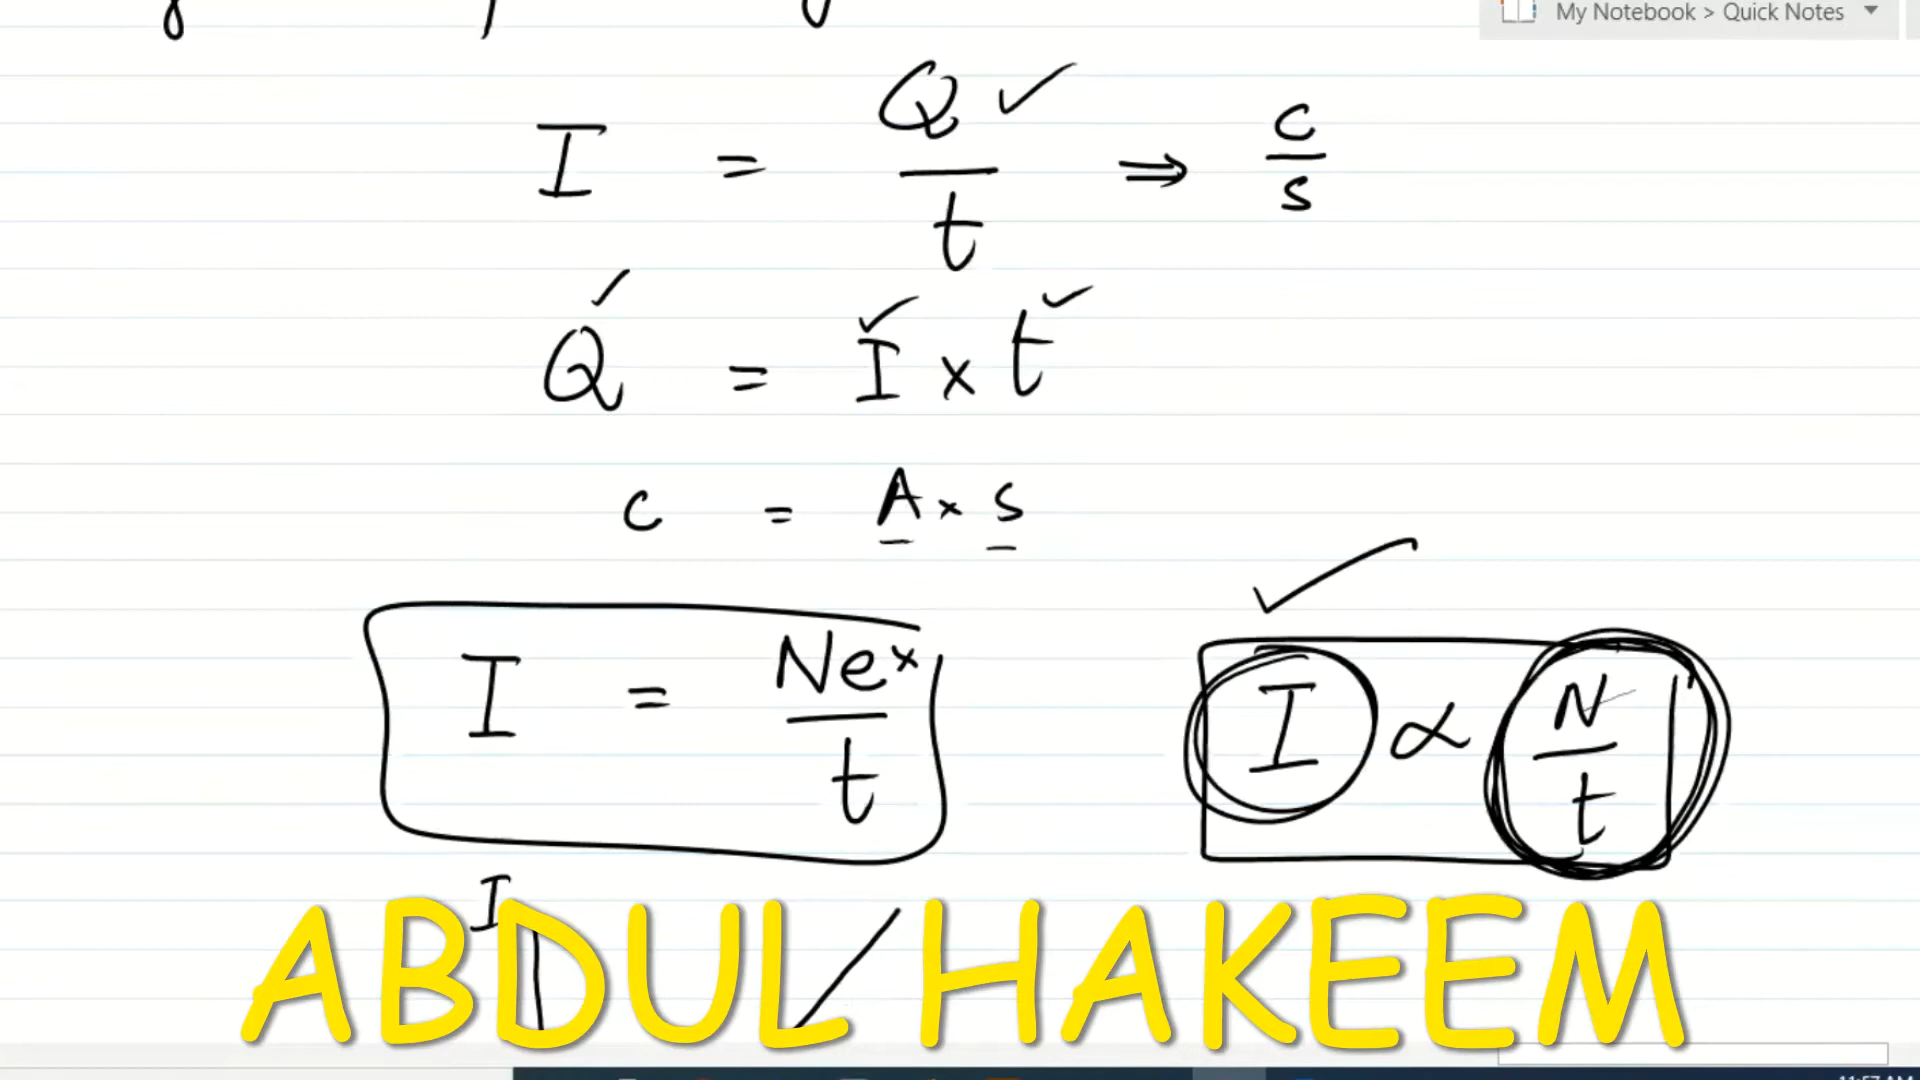 My Notebook > Quick Notes
I = Q/t ✓ ⇒ c/s
Q = I × t
c = A × s
I = Ne×/t
I ∝ N/t
I
ABDUL HAKEEM